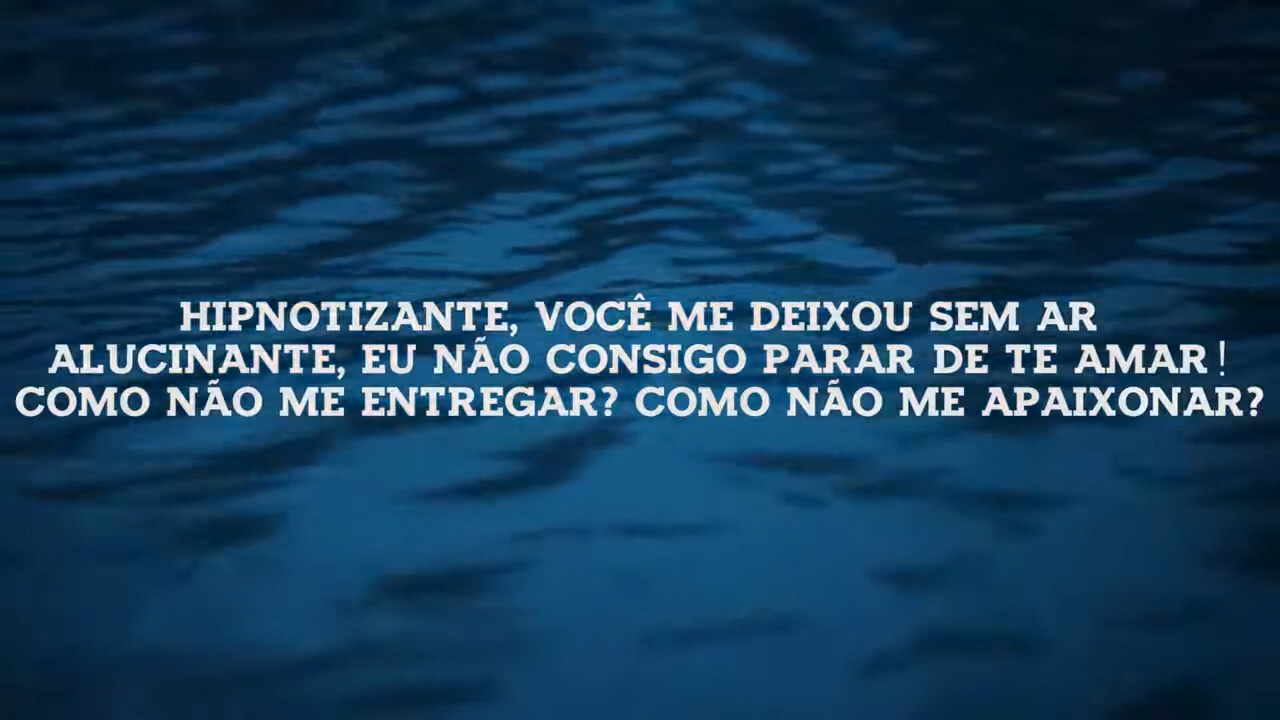 HIPNOTIZANTE, VOCÊ ME DEIXOU SEM AR
ALUCINANTE, EU NÃO CONSIGO PARAR DE TE AMAR!
COMO NÃO ME ENTREGAR? COMO NÃO ME APAIXONAR?